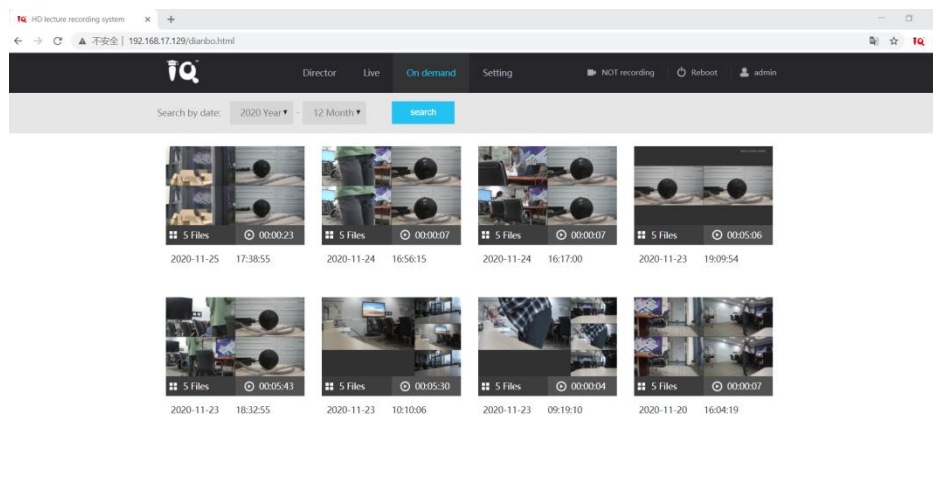 IQ HD lecture recording system × +
不安全 | 192.168.17.129/dianbo.html
IQ
IQ Director Live On demand Setting NOT recording Reboot admin
Search by date: 2020 Year - 12 Month search
5 Files 00:00:23 5 Files 00:00:07 5 Files 00:00:07 5 Files 00:05:06
2020-11-25 17:38:55 2020-11-24 16:56:15 2020-11-24 16:17:00 2020-11-23 19:09:54
5 Files 00:05:43 5 Files 00:05:30 5 Files 00:00:04 5 Files 00:00:07
2020-11-23 18:32:55 2020-11-23 10:10:06 2020-11-23 09:19:10 2020-11-20 16:04:19